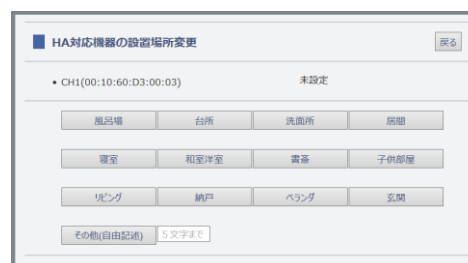 HA対応機器の設置場所変更 戻る
• CH1(00:10:60:D3:00:03) 未設定
風呂場 台所 洗面所 居間
寝室 和室洋室 書斎 子供部屋
リビング 納戸 ベランダ 玄関
その他(自由記述) 5文字まで